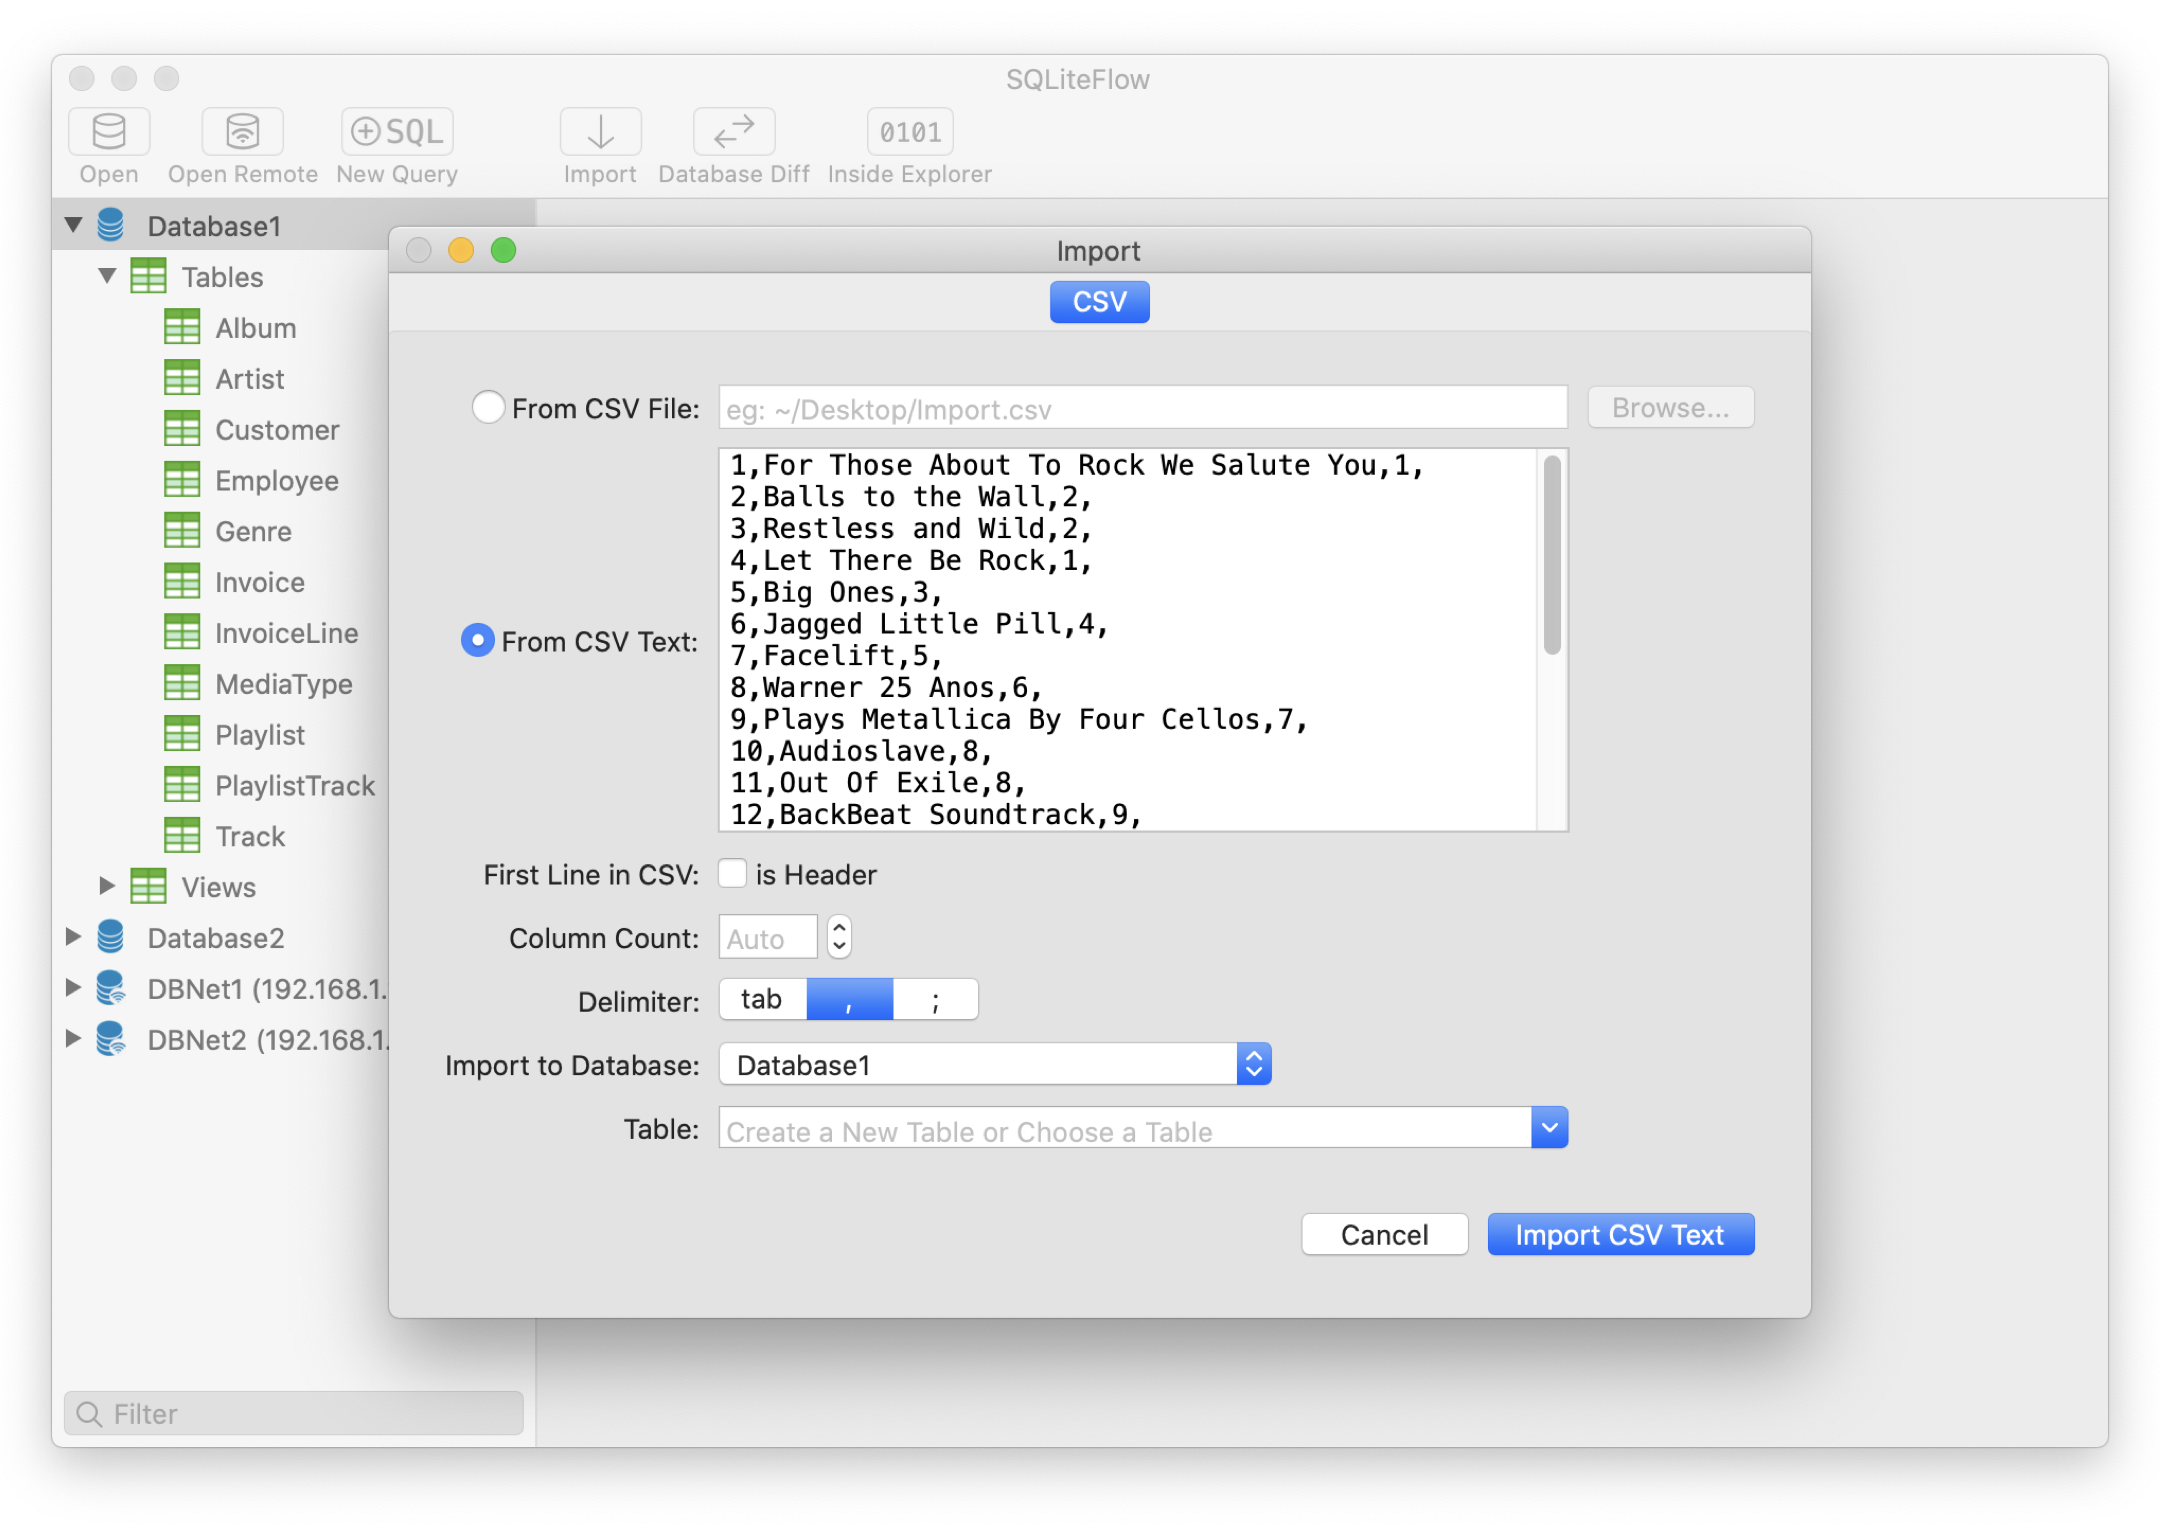 SQLiteFlow
SQL
0101
Open
Open Remote
New Query
Import
Database Diff
Inside Explorer
Database1
Tables
Album
Artist
Customer
Employee
Genre
Invoice
InvoiceLine
MediaType
Playlist
PlaylistTrack
Track
Views
Database2
DBNet1 (192.168.1.
DBNet2 (192.168.1.
Filter
Import
CSV
From CSV File:
eg: ~/Desktop/Import.csv
Browse...
From CSV Text:
1,For Those About To Rock We Salute You,1,
2,Balls to the Wall,2,
3,Restless and Wild,2,
4,Let There Be Rock,1,
5,Big Ones,3,
6,Jagged Little Pill,4,
7,Facelift,5,
8,Warner 25 Anos,6,
9,Plays Metallica By Four Cellos,7,
10,Audioslave,8,
11,Out Of Exile,8,
12,BackBeat Soundtrack,9,
First Line in CSV: is Header
Column Count: Auto
Delimiter: tab , ;
Import to Database: Database1
Table: Create a New Table or Choose a Table
Cancel
Import CSV Text